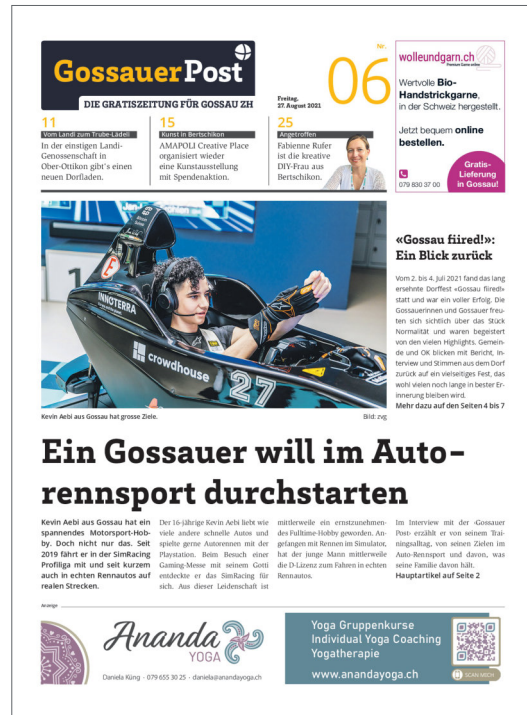 Nr.
GossauerPost
06
DIE GRATISZEITUNG FÜR GOSSAU ZH
Freitag,
27. August 2021
wolleundgarn.ch
Premium Garne online
Wertvolle Bio-
Handstrickgarne,
in der Schweiz hergestellt.
Jetzt bequem online
bestellen.
079 830 37 00
Gratis-
Lieferung
in Gossau!
11
Vom Landi zum Trube-Lädeli
In der einstigen Landi-
Genossenschaft in
Ober-Ottikon gibt's einen
neuen Dorfladen.
15
Kunst in Bertschikon
AMAPOLI Creative Place
organisiert wieder
eine Kunstausstellung
mit Spendenaktion.
25
Angetroffen
Fabienne Rufer
ist die kreative
DIY-Frau aus
Bertschikon.
INNOTERRA
crowdhouse
27
Kevin Aebi aus Gossau hat grosse Ziele.
Bild: zvg
«Gossau fiired!»:
Ein Blick zurück
Vom 2. bis 4. Juli 2021 fand das lang
ersehnte Dorffest «Gossau fiired!»
statt und war ein voller Erfolg. Die
Gossauerinnen und Gossauer freu-
ten sich sichtlich über das Stück
Normalität und waren begeistert
von den vielen Highlights. Gemein-
de und OK blicken mit Bericht, In-
terview und Stimmen aus dem Dorf
zurück auf ein vielseitiges Fest, das
wohl vielen noch lange in bester Er-
innerung bleiben wird.
Mehr dazu auf den Seiten 4 bis 7
Ein Gossauer will im Auto-
rennsport durchstarten
Kevin Aebi aus Gossau hat ein
spannendes Motorsport-Hob-
by. Doch nicht nur das. Seit
2019 fährt er in der SimRacing
Profiliga mit und seit kurzem
auch in echten Rennautos auf
realen Strecken.
Der 16-jährige Kevin Aebi liebt wie
viele andere schnelle Autos und
spielte gerne Autorennen mit der
Playstation. Beim Besuch einer
Gaming-Messe mit seinem Götti
entdeckte er das SimRacing für
sich. Aus dieser Leidenschaft ist
mittlerweile ein ernstzunehmen-
des Fulltime-Hobby geworden. An-
gefangen mit Rennen im Simulator,
hat der junge Mann mittlerweile
die D-Lizenz zum Fahren in echten
Rennautos.
Im Interview mit der ‹Gossauer
Post› erzählt er von seinem Trai-
ningsalltag, von seinen Zielen im
Auto-Rennsport und davon, was
seine Familie davon hält.
Hauptartikel auf Seite 2
Anzeige
Ananda
YOGA
Daniela Küng · 079 655 30 25 · daniela@anandayoga.ch
Yoga Gruppenkurse
Individual Yoga Coaching
Yogatherapie
www.anandayoga.ch
SCAN MICH